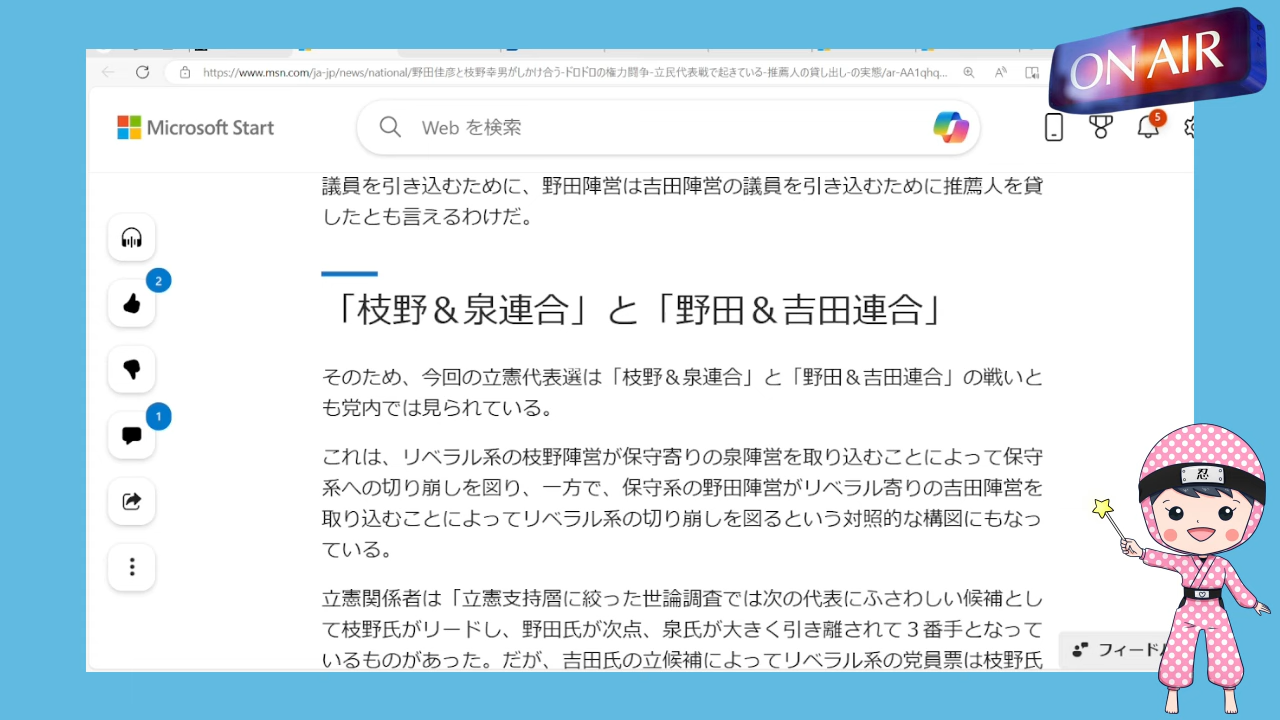 ON AIR
https://www.msn.com/ja-jp/news/national/野田佳彦と枝野幸男がしかけ合う-ドロドロの権力闘争-立民代表戦で起きている-推薦人の貸し出し-の実態/ar-AA1qhq...
Microsoft Start
Web を検索
5
議員を引き込むために、野田陣営は吉田陣営の議員を引き込むために推薦人を貸
したとも言えるわけだ。
2
「枝野＆泉連合」と「野田＆吉田連合」
そのため、今回の立憲代表選は「枝野＆泉連合」と「野田＆吉田連合」の戦いと
も党内では見られている。
1
これは、リベラル系の枝野陣営が保守寄りの泉陣営を取り込むことによって保守
系への切り崩しを図り、一方で、保守系の野田陣営がリベラル寄りの吉田陣営を
取り込むことによってリベラル系の切り崩しを図るという対照的な構図にもなっ
ている。
立憲関係者は「立憲支持層に絞った世論調査では次の代表にふさわしい候補とし
て枝野氏がリードし、野田氏が次点、泉氏が大きく引き離されて３番手となって
いるものがあった。だが、吉田氏の立候補によってリベラル系の党員票は枝野氏
フィード
忍